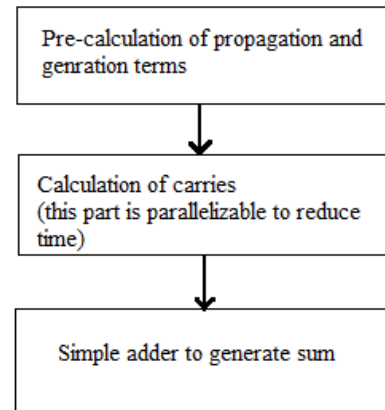 Pre-calculation of propagation and
genration terms
Calculation of carries
(this part is parallelizable to reduce
time)
Simple adder to generate sum